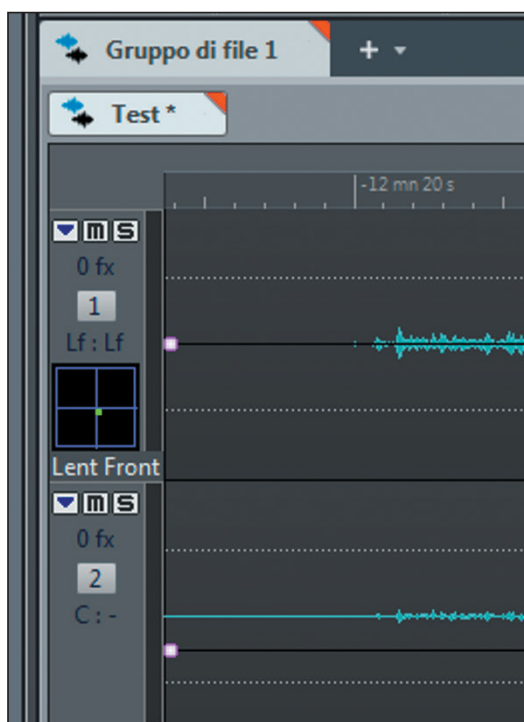 Gruppo di file 1
+
Test *
-12 mn 20 s
m S
0 fx
1
Lf : Lf
Lent Front
m S
0 fx
2
C : -